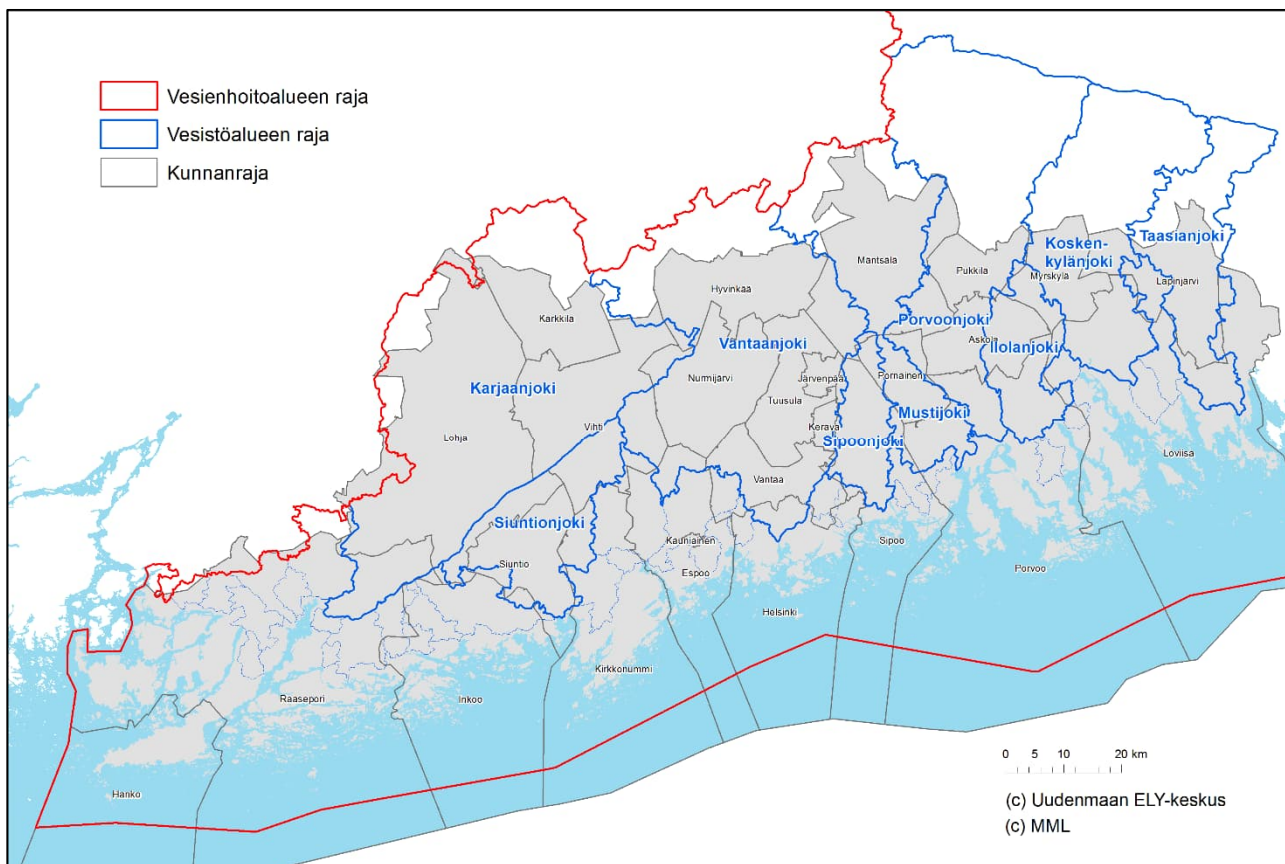 Vesienhoitoalueen raja
Vesistöalueen raja
Kunnanraja
Taasianjoki
Kosken-
kylänjoki
Mäntsälä
Pukkila
Myrskylä
Lapinjärvi
Hyvinkää
Karkkila
Porvoonjoki
Vantaanjoki
Askola
Ilolanjoki
Karjaanjoki
Nurmijärvi
Järvenpää
Pornainen
Tuusula
Mustijoki
Vihti
Kerava
Lohja
Sipoonjoki
Loviisa
Vantaa
Siuntionjoki
Kauniainen
Sipoo
Siuntio
Espoo
Porvoo
Helsinki
Kirkkonummi
Raasepori
Inkoo
Hanko
0 5 10 20 km
(c) Uudenmaan ELY-keskus
(c) MML